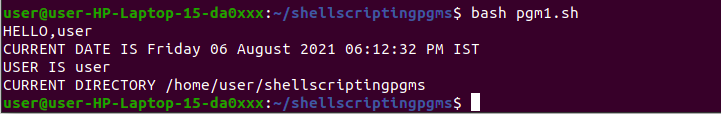 user@user-HP-Laptop-15-da0xxx:~/shellscriptingpgms$ bash pgm1.sh
HELLO,user
CURRENT DATE IS Friday 06 August 2021 06:12:32 PM IST
USER IS user
CURRENT DIRECTORY /home/user/shellscriptingpgms
user@user-HP-Laptop-15-da0xxx:~/shellscriptingpgms$